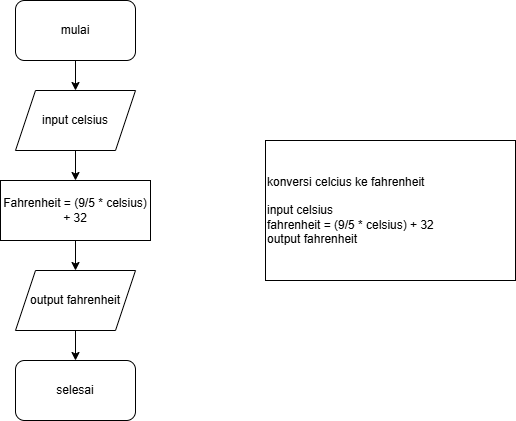 mulai
input celsius
Fahrenheit = (9/5 * celsius)
+ 32
output fahrenheit
selesai
konversi celcius ke fahrenheit
input celsius
fahrenheit = (9/5 * celsius) + 32
output fahrenheit